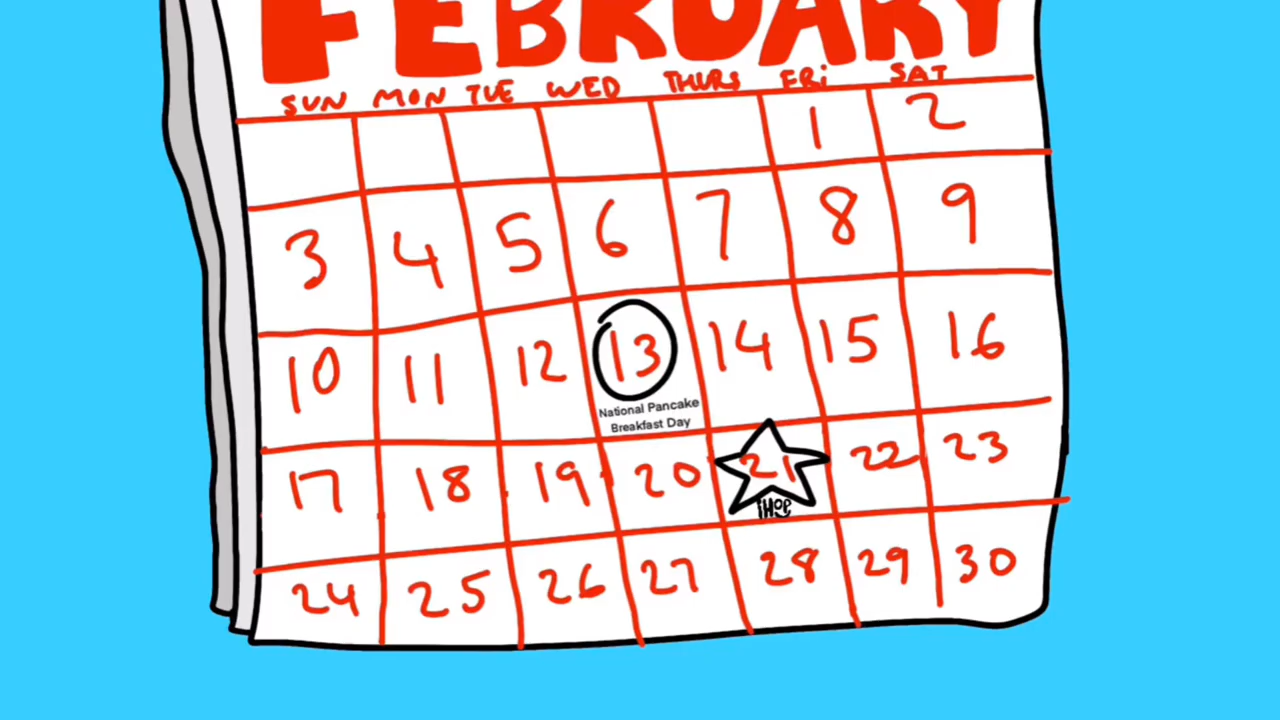 FEBRUARY
SUN MON TUE WED THURS FRi SAT
1 2
3 4 5 6 7 8 9
10 11 12 13 14 15 16
National Pancake
Breakfast Day
17 18 19 20 21 22 23
IHOP
24 25 26 27 28 29 30